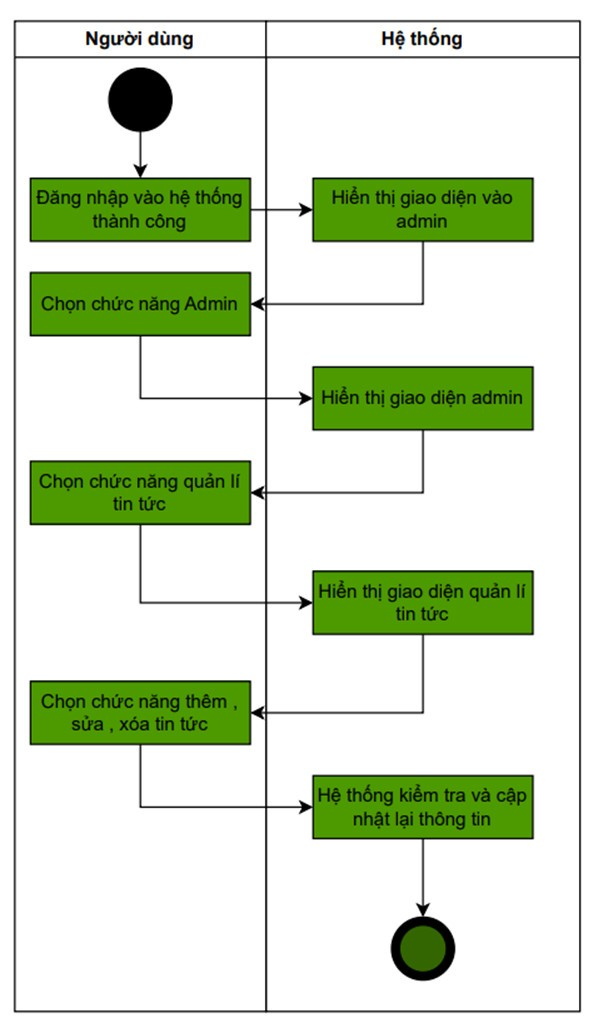 Người dùng
Hệ thống
Đăng nhập vào hệ thống
thành công
Hiển thị giao diện vào
admin
Chọn chức năng Admin
Hiển thị giao diện admin
Chọn chức năng quản lí
tin tức
Hiển thị giao diện quản lí
tin tức
Chọn chức năng thêm ,
sửa , xóa tin tức
Hệ thống kiểm tra và cập
nhật lại thông tin